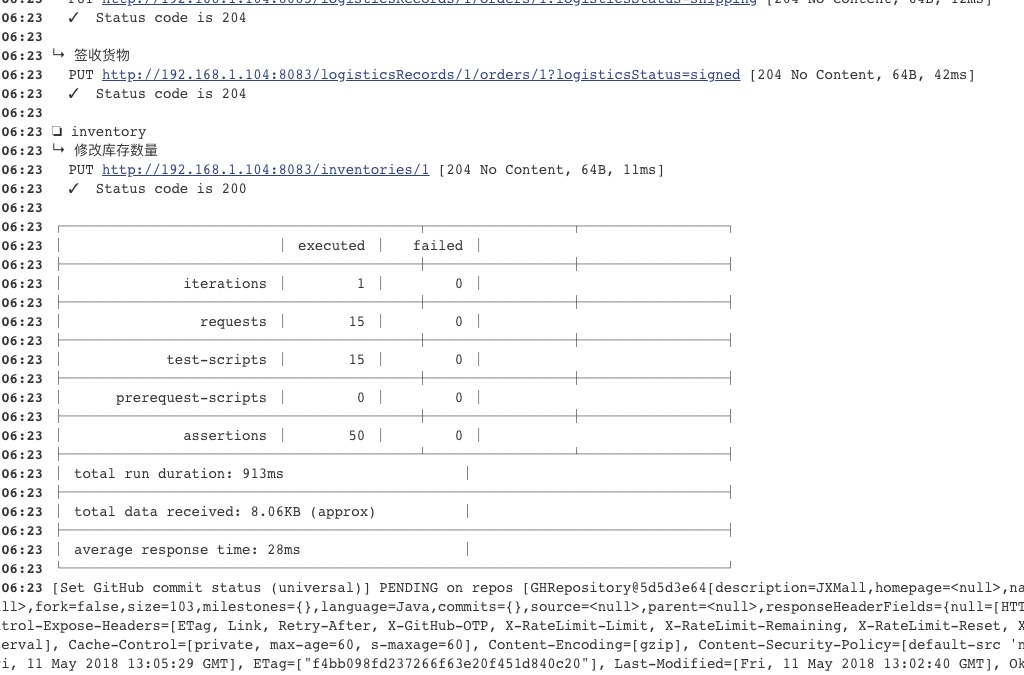 06:23 PUT http://192.168.1.104:8083/logisticsRecords/1/orders/1?logisticsStatus=shipping [204 No Content, 64B, 12ms]
06:23 ✓ Status code is 204
06:23
06:23 ↳ 签收货物
06:23 PUT http://192.168.1.104:8083/logisticsRecords/1/orders/1?logisticsStatus=signed [204 No Content, 64B, 42ms]
06:23 ✓ Status code is 204
06:23
06:23 ❏ inventory
06:23 ↳ 修改库存数量
06:23 PUT http://192.168.1.104:8083/inventories/1 [204 No Content, 64B, 11ms]
06:23 ✓ Status code is 200
06:23
06:23
06:23 executed failed
06:23
06:23 iterations 1 0
06:23
06:23 requests 15 0
06:23
06:23 test-scripts 15 0
06:23
06:23 prerequest-scripts 0 0
06:23
06:23 assertions 50 0
06:23
06:23 total run duration: 913ms
06:23
06:23 total data received: 8.06KB (approx)
06:23
06:23 average response time: 28ms
06:23
06:23 [Set GitHub commit status (universal)] PENDING on repos [GHRepository@5d5d3e64[description=JXMall,homepage=<null>,na
ll>,fork=false,size=103,milestones={},language=Java,commits={},source=<null>,parent=<null>,responseHeaderFields={null=[HTT
trol-Expose-Headers=[ETag, Link, Retry-After, X-GitHub-OTP, X-RateLimit-Limit, X-RateLimit-Remaining, X-RateLimit-Reset, X
erval], Cache-Control=[private, max-age=60, s-maxage=60], Content-Encoding=[gzip], Content-Security-Policy=[default-src 'n
ri, 11 May 2018 13:05:29 GMT], ETag=["f4bb098fd237266f63e20f451d840c20"], Last-Modified=[Fri, 11 May 2018 13:02:40 GMT], Ok